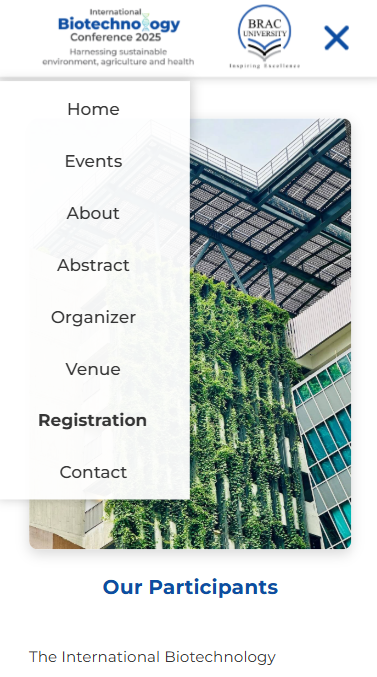 International
Biotechnology
Conference 2025
Harnessing sustainable
environment, agriculture and health
BRAC
UNIVERSITY
Inspiring Excellence
Home
Events
About
Abstract
Organizer
Venue
Registration
Contact
Our Participants
The International Biotechnology